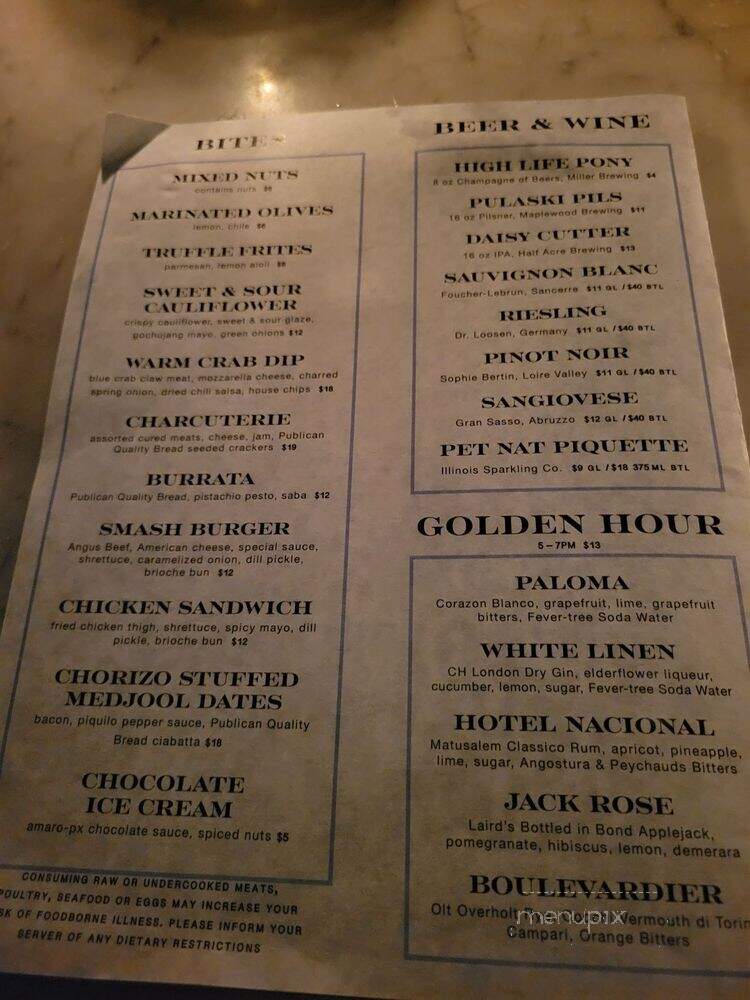 BITES
MIXED NUTS
contains nuts $6
MARINATED OLIVES
lemon, chile $6
TRUFFLE FRITES
parmesan, lemon aioli
SWEET & SOUR
CAULIFLOWER
crispy cauliflower, sweet & sour glaze,
gochujang mayo, green onions $12
WARM CRAB DIP
blue crab claw meat, mozzarella cheese, charred
spring onion, dried chili salsa, house chips $18
CHARCUTERIE
assorted cured meats, cheese, jam, Publican
Quality Bread seeded crackers $19
BURRATA
Publican Quality Bread, pistachio pesto, saba $12
SMASH BURGER
Angus Beef, American cheese, special sauce,
shrettuce, caramelized onion, dill pickle,
brioche bun $12
CHICKEN SANDWICH
fried chicken thigh, shrettuce, spicy mayo, dill
pickle, brioche bun $12
CHORIZO STUFFED
MEDJOOL DATES
bacon, piquilo pepper sauce, Publican Quality
Bread ciabatta $18
CHOCOLATE
ICE CREAM
amaro-px chocolate sauce, spiced nuts $5
CONSUMING RAW OR UNDERCOOKED MEATS,
POULTRY, SEAFOOD OR EGGS MAY INCREASE YOUR
SK OF FOODBORNE ILLNESS. PLEASE INFORM YOUR
SERVER OF ANY DIETARY RESTRICTIONS
BEER & WINE
HIGH LIFE PONY
8 oz Champagne of Beers, Miller Brewing $4
PULASKI PILS
16 oz Pilsner, Maplewood Brewing $11
DAISY CUTTER
16 oz IPA, Half Acre Brewing $13
SAUVIGNON BLANC
Foucher-Lebrun, Sancerre $11 GL / $40 BTL
RIESLING
Dr. Loosen, Germany $11 GL / $40 BTL
PINOT NOIR
Sophie Bertin, Loire Valley $11 GL / $40 BTL
SANGIOVESE
Gran Sasso, Abruzzo $12 GL / $40 BTL
PET NAT PIQUETTE
Illinois Sparkling Co. $9 GL / $18 375ML BTL
GOLDEN HOUR
5-7PM $13
PALOMA
Corazon Blanco, grapefruit, lime, grapefruit
bitters, Fever-tree Soda Water
WHITE LINEN
CH London Dry Gin, elderflower liqueur,
cucumber, lemon, sugar, Fever-tree Soda Water
HOTEL NACIONAL
Matusalem Classico Rum, apricot, pineapple,
lime, sugar, Angostura & Peychauds Bitters
JACK ROSE
Laird's Bottled in Bond Applejack,
pomegranate, hibiscus, lemon, demerara
BOULEVARDIER
Olt Overholt Vermouth di Torin
Campari, Orange Bitters
menupix